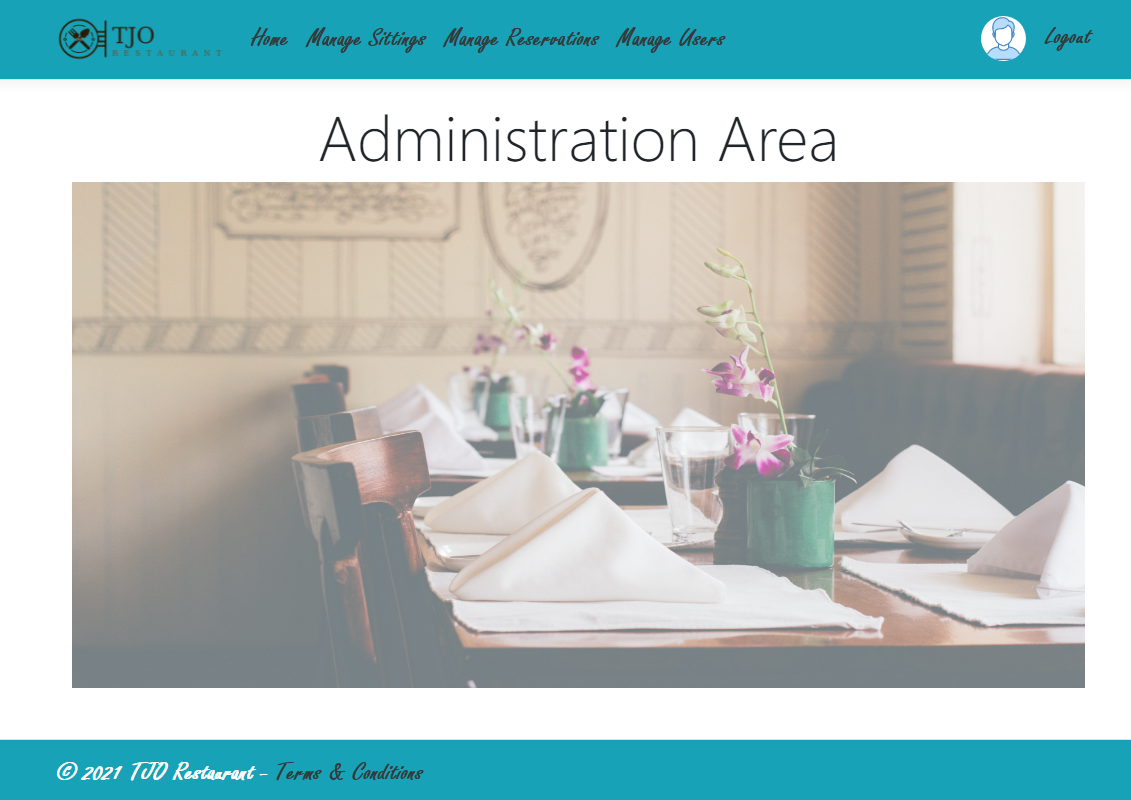 TJO
RESTAURANT
Home Manage Sittings Manage Reservations Manage Users
Logout
Administration Area
© 2021 TJO Restaurant - Terms & Conditions